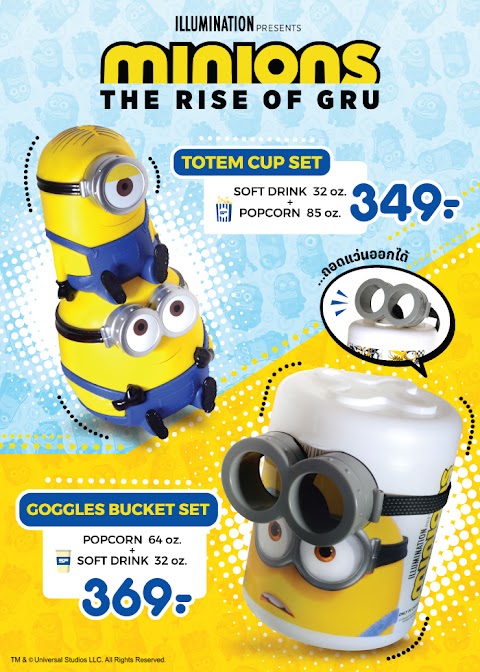 ILLUMINATION PRESENTS
minions
THE RISE OF GRU
TOTEM CUP SET
SOFT DRINK 32 oz.
+
POPCORN 85 oz.
349.-
...ถอดแว่นออกได้
GOGGLES BUCKET SET
POPCORN 64 oz.
+
SOFT DRINK 32 oz.
369.-
ILLUMINATION
minions
TM & © Universal Studios LLC. All Rights Reserved.